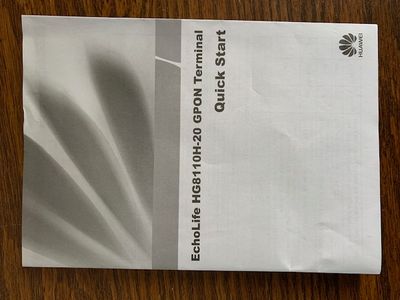 HUAWEI
EchoLife HG8110H-20 GPON Terminal
Quick Start